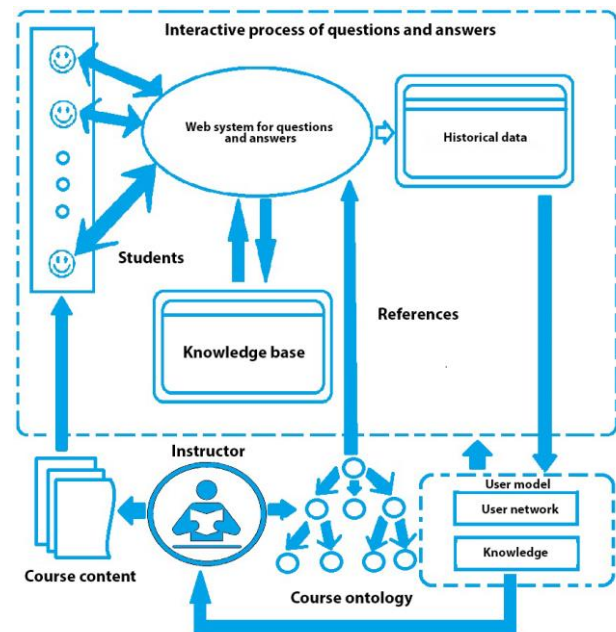 Interactive process of questions and answers
Web system for questions
and answers
Historical data
Students
Knowledge base
References
Instructor
User model
User network
Knowledge
Course content
Course ontology